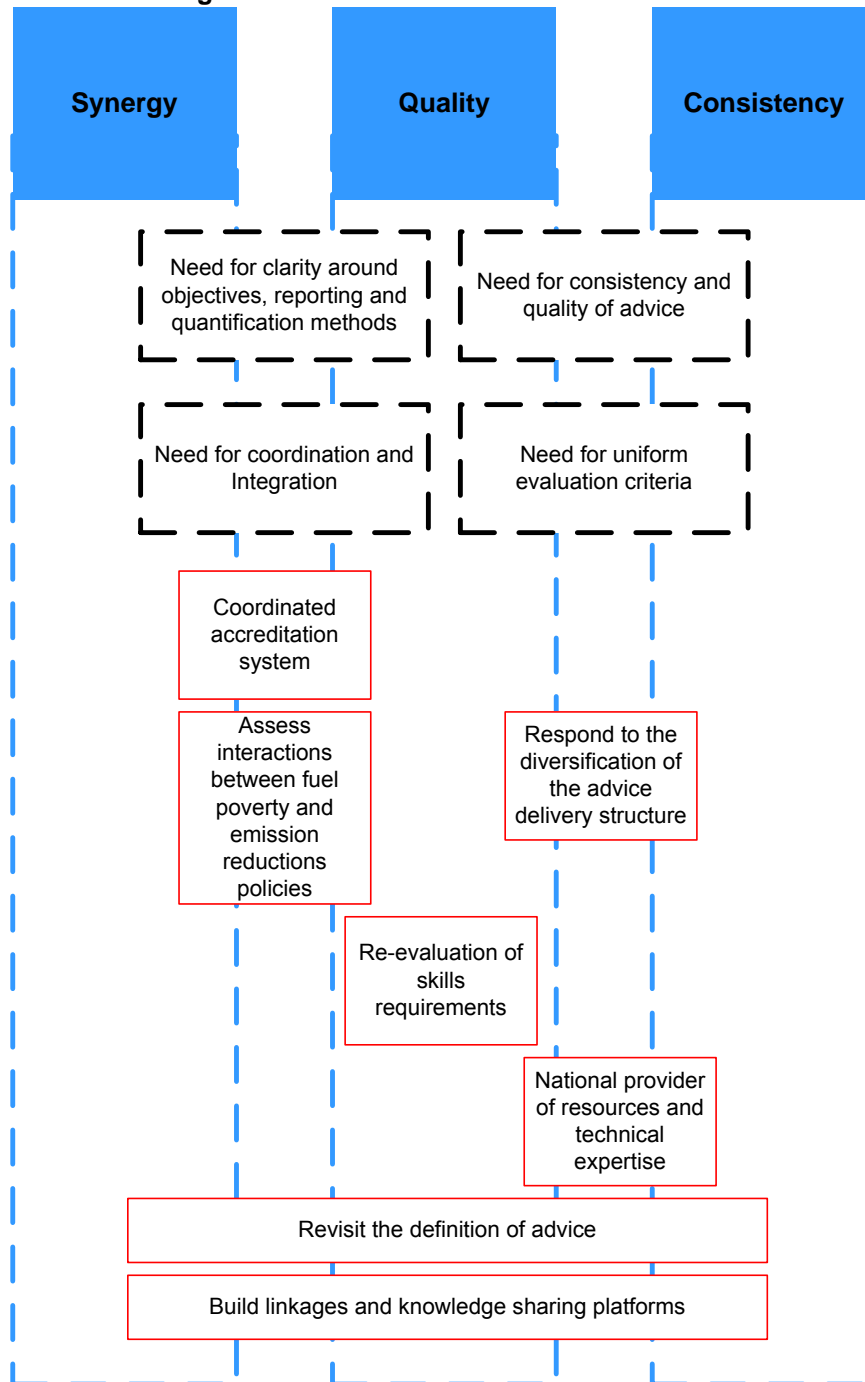 Synergy
Quality
Consistency
Need for clarity around
objectives, reporting and
quantification methods
Need for consistency and
quality of advice
Need for coordination and
Integration
Need for uniform
evaluation criteria
Coordinated
accreditation
system
Assess
interactions
between fuel
poverty and
emission
reductions
policies
Respond to the
diversification of
the advice
delivery structure
Re-evaluation of
skills
requirements
National provider
of resources and
technical
expertise
Revisit the definition of advice
Build linkages and knowledge sharing platforms